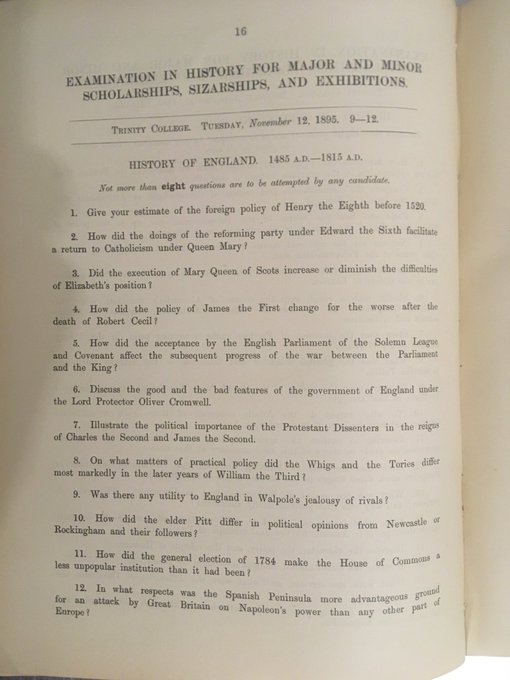 16
EXAMINATION IN HISTORY FOR MAJOR AND MINOR
SCHOLARSHIPS, SIZARSHIPS, AND EXHIBITIONS.
TRINITY COLLEGE. TUESDAY, November 12, 1895. 9—12.
HISTORY OF ENGLAND. 1485 A.D.—1815 A.D.
Not more than eight questions are to be attempted by any candidate.
1. Give your estimate of the foreign policy of Henry the Eighth before 1520.
2. How did the doings of the reforming party under Edward the Sixth facilitate
a return to Catholicism under Queen Mary?
3. Did the execution of Mary Queen of Scots increase or diminish the difficulties
of Elizabeth's position?
4. How did the policy of James the First change for the worse after the
death of Robert Cecil?
5. How did the acceptance by the English Parliament of the Solemn League
and Covenant affect the subsequent progress of the war between the Parliament
and the King?
6. Discuss the good and the bad features of the government of England under
the Lord Protector Oliver Cromwell.
7. Illustrate the political importance of the Protestant Dissenters in the reigns
of Charles the Second and James the Second.
8. On what matters of practical policy did the Whigs and the Tories differ
most markedly in the later years of William the Third?
9. Was there any utility to England in Walpole's jealousy of rivals?
10. How did the elder Pitt differ in political opinions from Newcastle or
Rockingham and their followers?
11. How did the general election of 1784 make the House of Commons a
less unpopular institution than it had been?
12. In what respects was the Spanish Peninsula more advantageous ground
for an attack by Great Britain on Napoleon's power than any other part of
Europe?